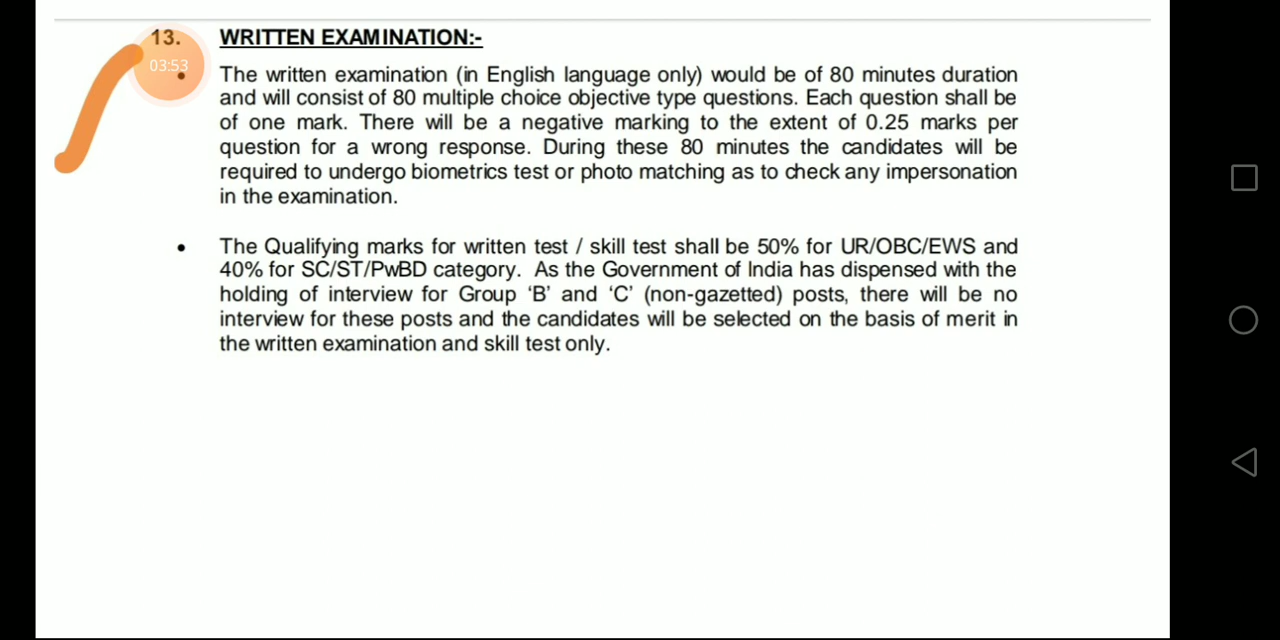 13. WRITTEN EXAMINATION:-
03:53
The written examination (in English language only) would be of 80 minutes duration
and will consist of 80 multiple choice objective type questions. Each question shall be
of one mark. There will be a negative marking to the extent of 0.25 marks per
question for a wrong response. During these 80 minutes the candidates will be
required to undergo biometrics test or photo matching as to check any impersonation
in the examination.
• The Qualifying marks for written test / skill test shall be 50% for UR/OBC/EWS and
40% for SC/ST/PwBD category. As the Government of India has dispensed with the
holding of interview for Group ‘B’ and ‘C’ (non-gazetted) posts, there will be no
interview for these posts and the candidates will be selected on the basis of merit in
the written examination and skill test only.